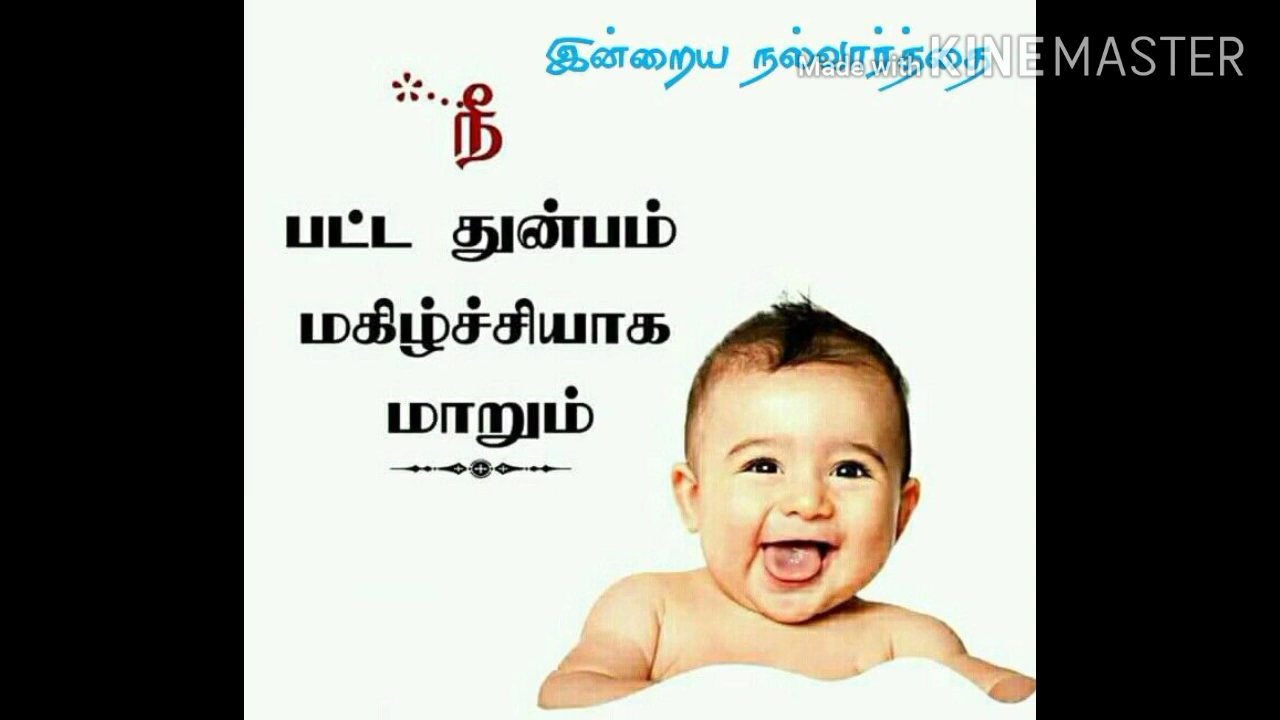 இன்றைய நல்வார்த்தை
Made with KINEMASTER
நீ
பட்ட துன்பம்
மகிழ்ச்சியாக
மாறும்